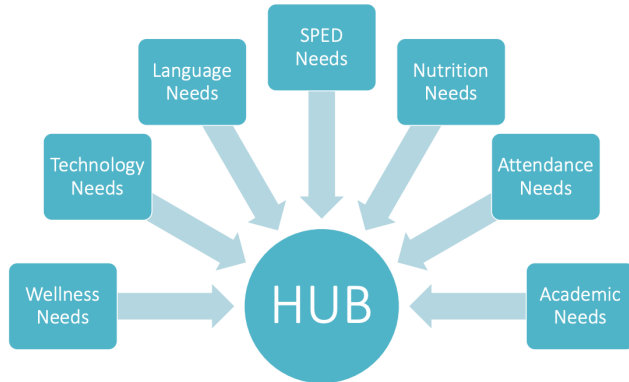 SPED
Needs
Language
Needs
Nutrition
Needs
Technology
Needs
Attendance
Needs
Wellness
Needs
HUB
Academic
Needs